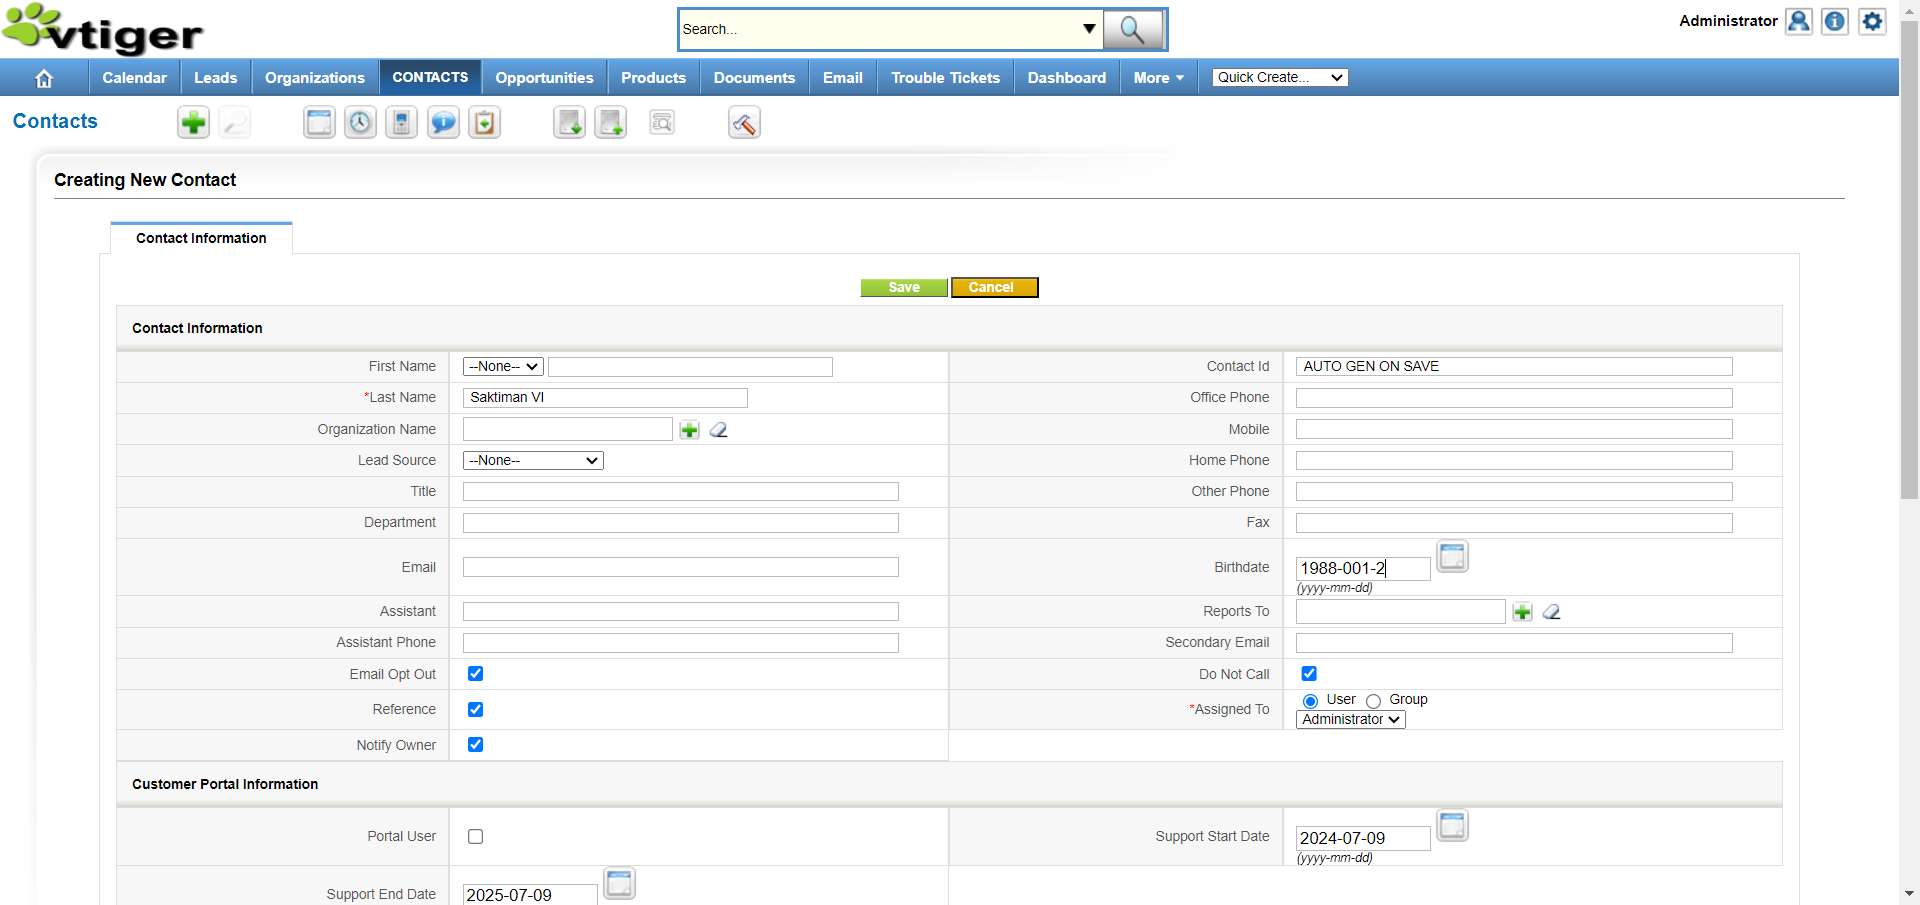 vtiger
Search...
Administrator
Calendar Leads Organizations CONTACTS Opportunities Products Documents Email Trouble Tickets Dashboard More Quick Create...
Contacts
Creating New Contact
Contact Information
Save Cancel
Contact Information
First Name --None-- Contact Id AUTO GEN ON SAVE
*Last Name Saktiman VI Office Phone
Organization Name Mobile
Lead Source --None-- Home Phone
Title Other Phone
Department Fax
Email Birthdate 1988-001-2
(yyyy-mm-dd)
Assistant Reports To
Assistant Phone Secondary Email
Email Opt Out Do Not Call
Reference *Assigned To User Group
Administrator
Notify Owner
Customer Portal Information
Portal User Support Start Date 2024-07-09
(yyyy-mm-dd)
Support End Date 2025-07-09